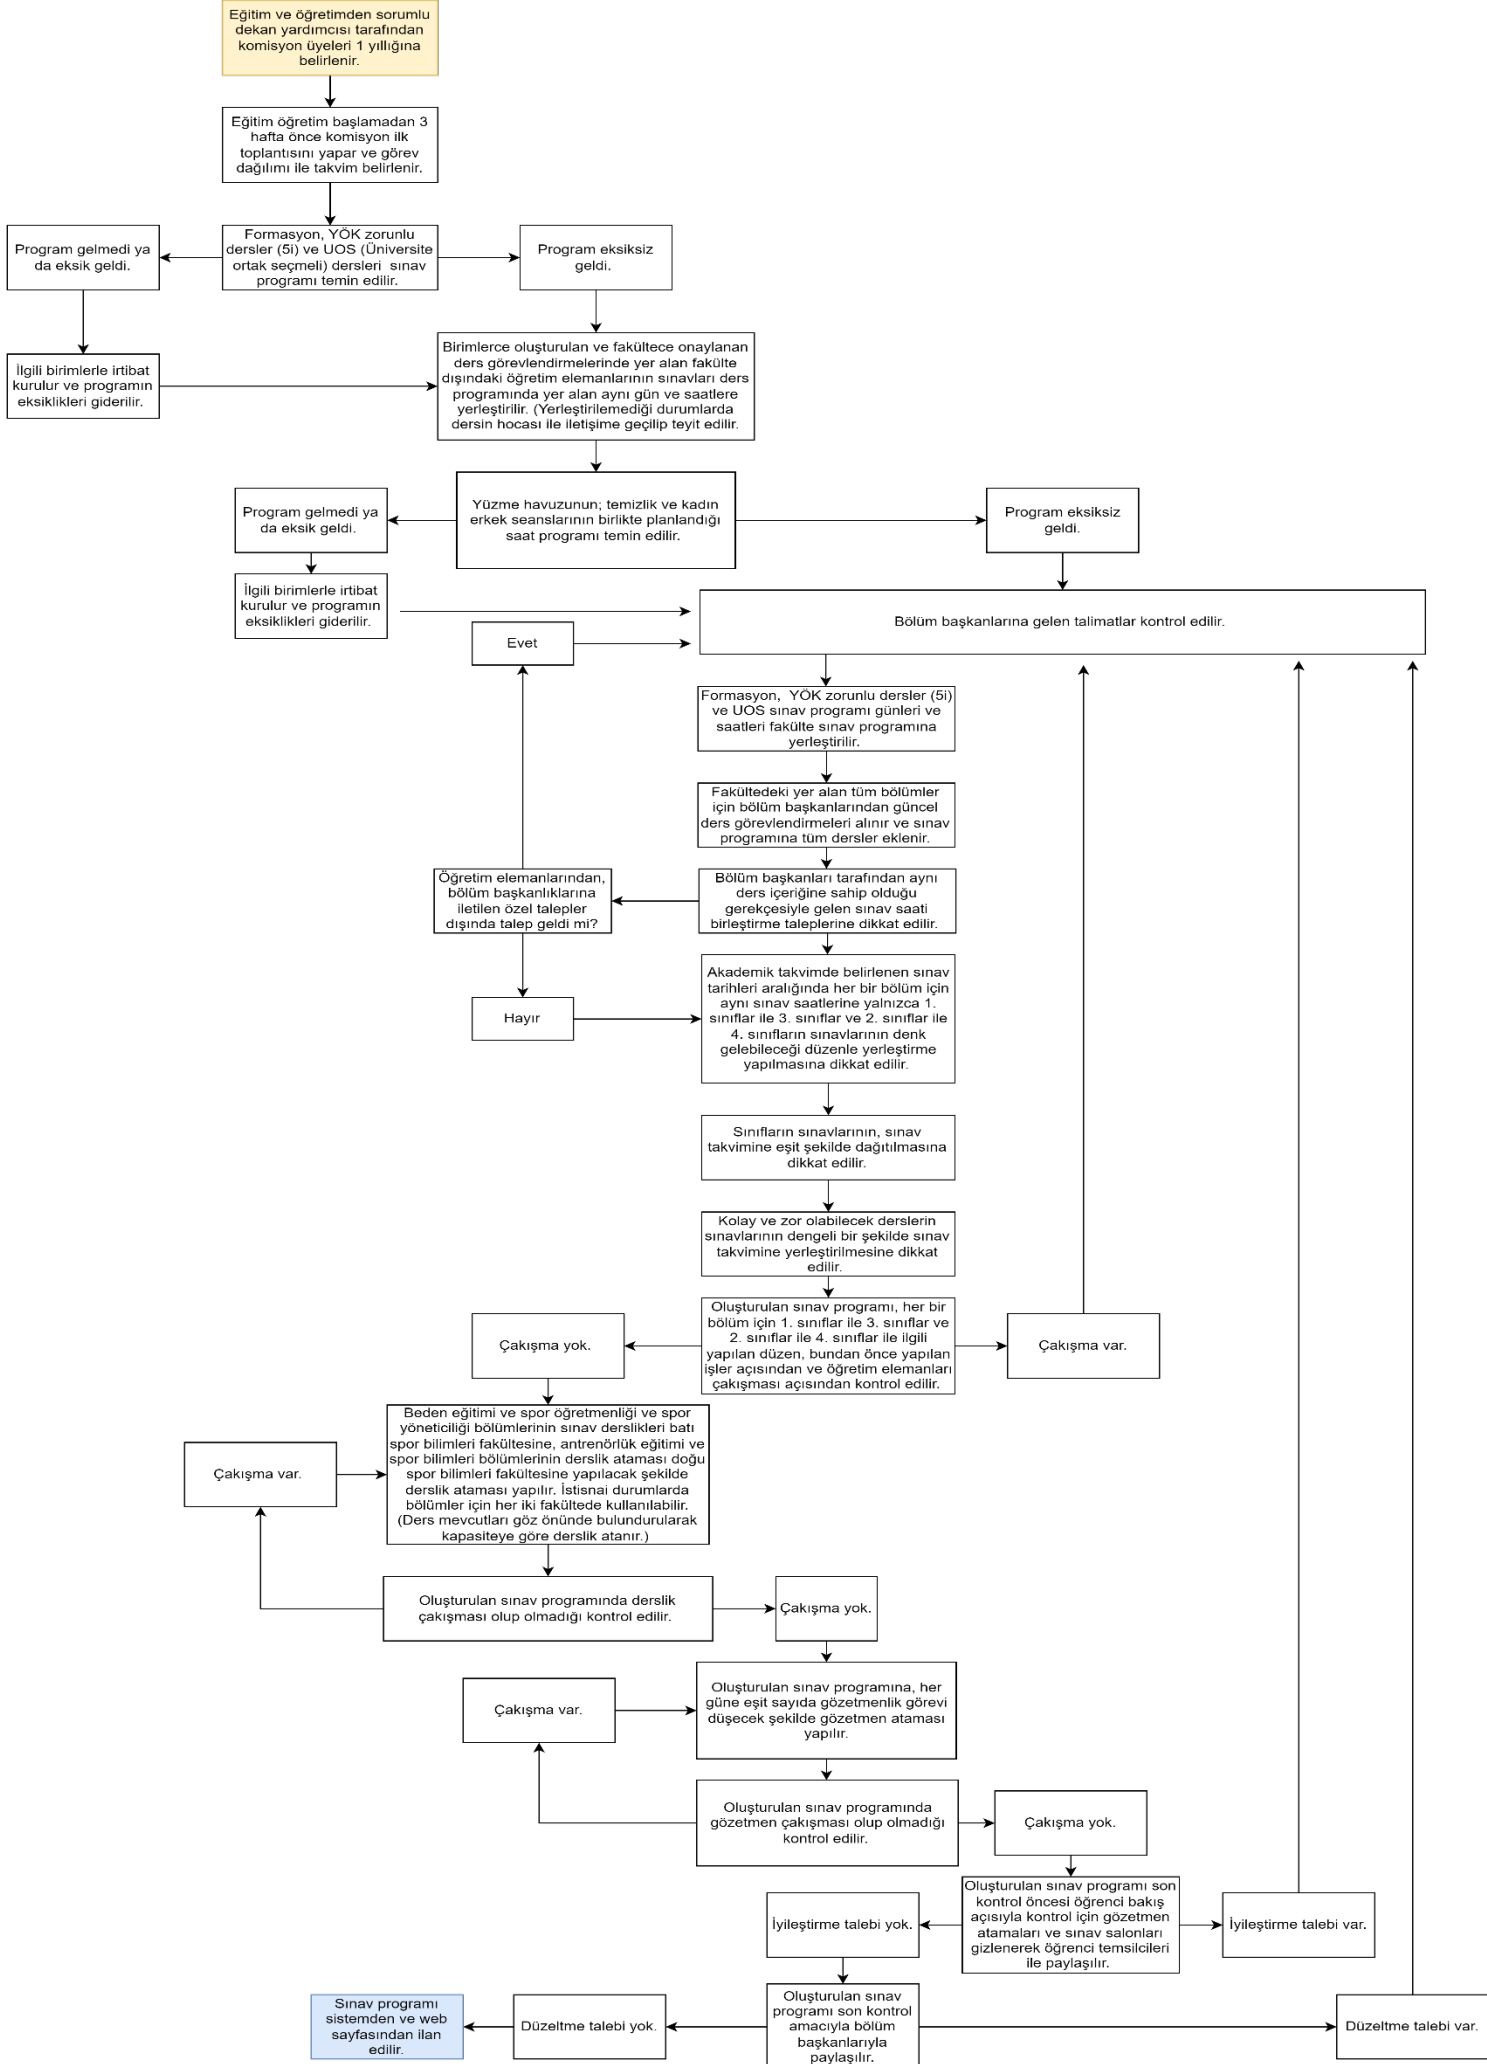 Eğitim ve öğretimden sorumlu
dekan yardımcısı tarafından
komisyon üyeleri 1 yıllığına
belirlenir.
Eğitim öğretim başlamadan 3
hafta önce komisyon ilk
toplantısını yapar ve görev
dağılımı ile takvim belirlenir.
Program gelmedi ya
da eksik geldi.
Formasyon, YÖK zorunlu
dersler (5i) ve UOS (Üniversite
ortak seçmeli) dersleri sınav
programı temin edilir.
Program eksiksiz
geldi.
İlgili birimlerle irtibat
kurulur ve programın
eksiklikleri giderilir.
Birimlerce oluşturulan ve fakültece onaylanan
ders görevlendirmelerinde yer alan fakülte
dışındaki öğretim elemanlarının sınavları ders
programında yer alan aynı gün ve saatlere
yerleştirilir. (Yerleştirilemediği durumlarda
dersin hocası ile iletişime geçilip teyit edilir.
Program gelmedi ya
da eksik geldi.
Yüzme havuzunun; temizlik ve kadın
erkek seanslarının birlikte planlandığı
saat programı temin edilir.
Program eksiksiz
geldi.
İlgili birimlerle irtibat
kurulur ve programın
eksiklikleri giderilir.
Bölüm başkanlarına gelen talimatlar kontrol edilir.
Evet
Formasyon, YÖK zorunlu dersler (5i)
ve UOS sınav programı günleri ve
saatleri fakülte sınav programına
yerleştirilir.
Fakültedeki yer alan tüm bölümler
için bölüm başkanlarından güncel
ders görevlendirmeleri alınır ve sınav
programına tüm dersler eklenir.
Öğretim elemanlarından,
bölüm başkanlıklarına
iletilen özel talepler
dışında talep geldi mi?
Bölüm başkanları tarafından aynı
ders içeriğine sahip olduğu
gerekçesiyle gelen sınav saati
birleştirme taleplerine dikkat edilir.
Hayır
Akademik takvimde belirlenen sınav
tarihleri aralığında her bir bölüm için
aynı sınav saatlerine yalnızca 1.
sınıflar ile 3. sınıflar ve 2. sınıflar ile
4. sınıfların sınavlarının denk
gelebileceği düzenle yerleştirme
yapılmasına dikkat edilir.
Sınıfların sınavlarının, sınav
takvimine eşit şekilde dağıtılmasına
dikkat edilir.
Kolay ve zor olabilecek derslerin
sınavlarının dengeli bir şekilde sınav
takvimine yerleştirilmesine dikkat
edilir.
Çakışma yok.
Oluşturulan sınav programı, her bir
bölüm için 1. sınıflar ile 3. sınıflar ve
2. sınıflar ile 4. sınıflar ile ilgili
yapılan düzen, bundan önce yapılan
işler açısından ve öğretim elemanları
çakışması açısından kontrol edilir.
Çakışma var.
Çakışma var.
Beden eğitimi ve spor öğretmenliği ve spor
yöneticiliği bölümlerinin sınav derslikleri batı
spor bilimleri fakültesine, antrenörlük eğitimi ve
spor bilimleri bölümlerinin derslik ataması doğu
spor bilimleri fakültesine yapılacak şekilde
derslik ataması yapılır. İstisnai durumlarda
bölümler için her iki fakültede kullanılabilir.
(Ders mevcutları göz önünde bulundurularak
kapasiteye göre derslik atanır.)
Oluşturulan sınav programında derslik
çakışması olup olmadığı kontrol edilir.
Çakışma yok.
Çakışma var.
Oluşturulan sınav programına, her
güne eşit sayıda gözetmenlik görevi
düşecek şekilde gözetmen ataması
yapılır.
Oluşturulan sınav programında
gözetmen çakışması olup olmadığı
kontrol edilir.
Çakışma yok.
İyileştirme talebi yok.
Oluşturulan sınav programı son
kontrol öncesi öğrenci bakış
açısıyla kontrol için gözetmen
atamaları ve sınav salonları
gizlenerek öğrenci temsilcileri
ile paylaşılır.
İyileştirme talebi var.
Sınav programı
sistemden ve web
sayfasından ilan
edilir.
Düzeltme talebi yok.
Oluşturulan sınav
programı son kontrol
amacıyla bölüm
başkanlarıyla
paylaşılır.
Düzeltme talebi var.